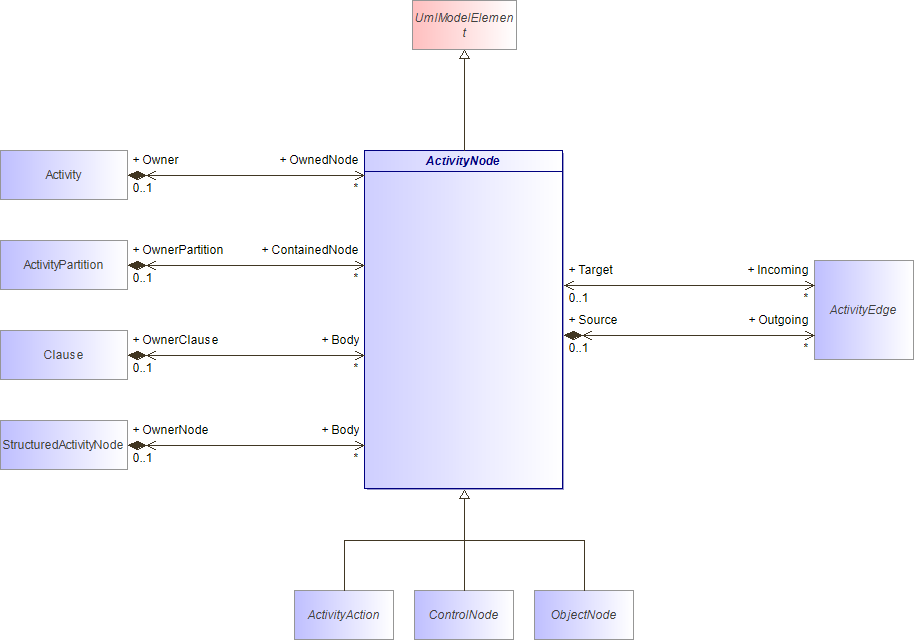 UmlModelElemen
t
+ Owner
+ OwnedNode
ActivityNode
Activity
0..1
*
+ OwnerPartition
+ ContainedNode
ActivityPartition
0..1
*
+ Target
+ Incoming
0..1
*
+ Source
+ Outgoing
ActivityEdge
0..1
*
+ OwnerClause
+ Body
Clause
0..1
*
+ OwnerNode
+ Body
StructuredActivityNode
0..1
*
ActivityAction
ControlNode
ObjectNode